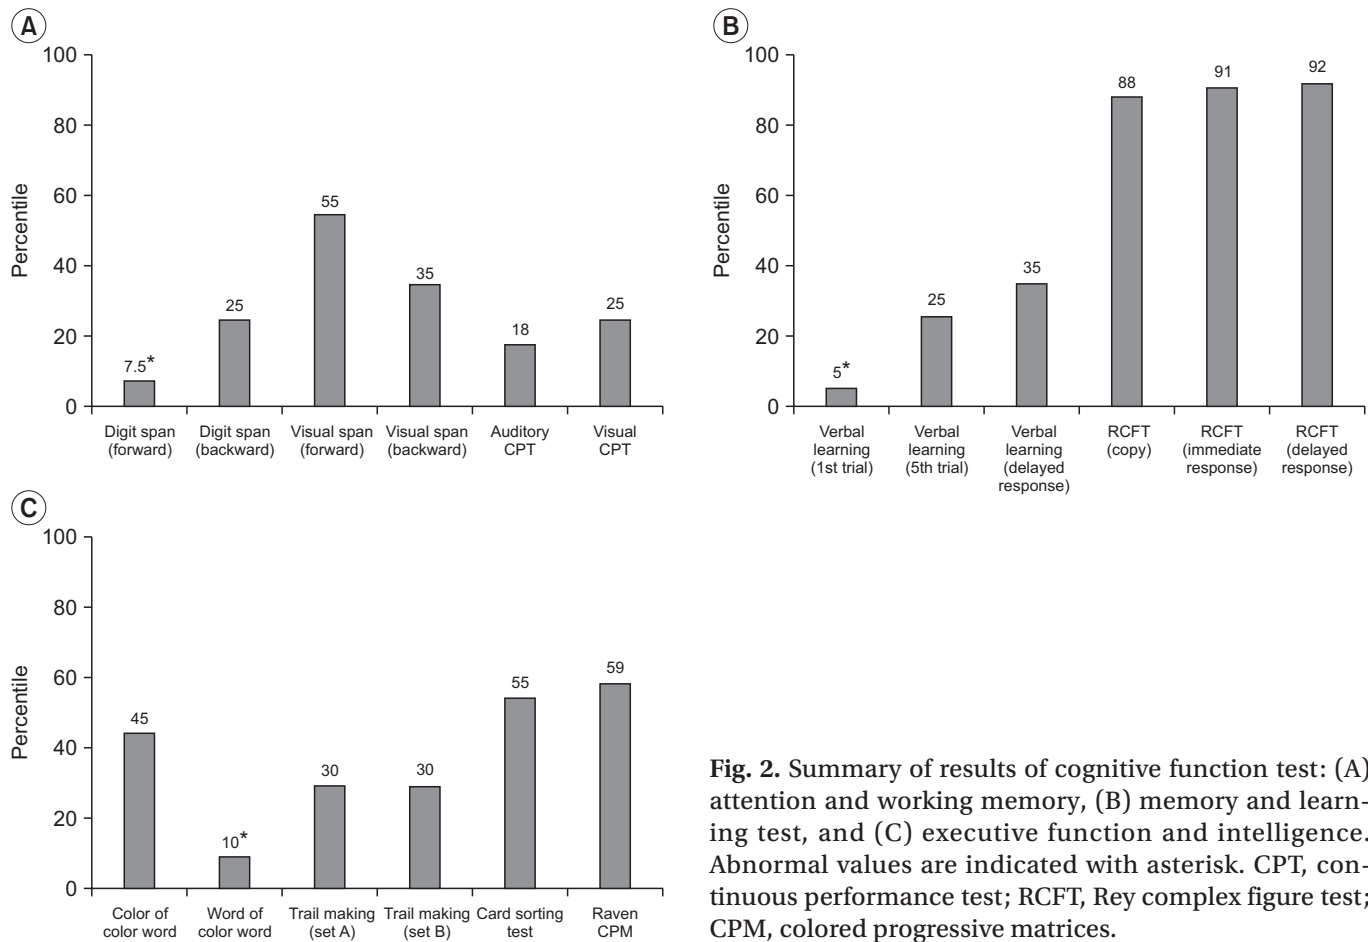 A
100
80
60
40
20
0
Percentile
7.5*
25
55
35
18
25
Digit span
(forward)
Digit span
(backward)
Visual span
(forward)
Visual span
(backward)
Auditory
CPT
Visual
CPT
B
100
80
60
40
20
0
Percentile
5*
25
35
88
91
92
Verbal
learning
(1st trial)
Verbal
learning
(5th trial)
Verbal
learning
(delayed
response)
RCFT
(copy)
RCFT
(immediate
response)
RCFT
(delayed
response)
C
100
80
60
40
20
0
Percentile
45
10*
30
30
55
59
Color of
color word
Word of
color word
Trail making
(set A)
Trail making
(set B)
Card sorting
test
Raven
CPM
Fig. 2. Summary of results of cognitive function test: (A)
attention and working memory, (B) memory and learn-
ing test, and (C) executive function and intelligence.
Abnormal values are indicated with asterisk. CPT, con-
tinuous performance test; RCFT, Rey complex figure test;
CPM, colored progressive matrices.